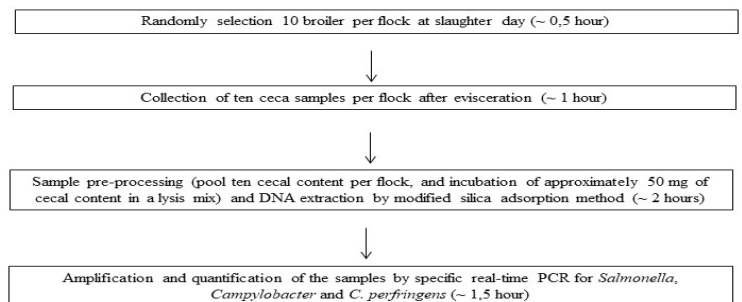 Randomly selection 10 broiler per flock at slaughter day (~ 0,5 hour)
Collection of ten ceca samples per flock after evisceration (~ 1 hour)
Sample pre-processing (pool ten cecal content per flock, and incubation of approximately 50 mg of
cecal content in a lysis mix) and DNA extraction by modified silica adsorption method (~ 2 hours)
Amplification and quantification of the samples by specific real-time PCR for Salmonella,
Campylobacter and C. perfringens (~ 1,5 hour)